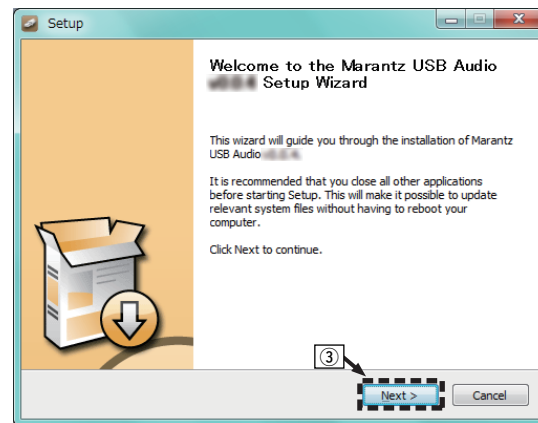 Setup
Welcome to the Marantz USB Audio
Setup Wizard
This wizard will guide you through the installation of Marantz
USB Audio
It is recommended that you close all other applications
before starting Setup. This will make it possible to update
relevant system files without having to reboot your
computer.
Click Next to continue.
③
Next >
Cancel